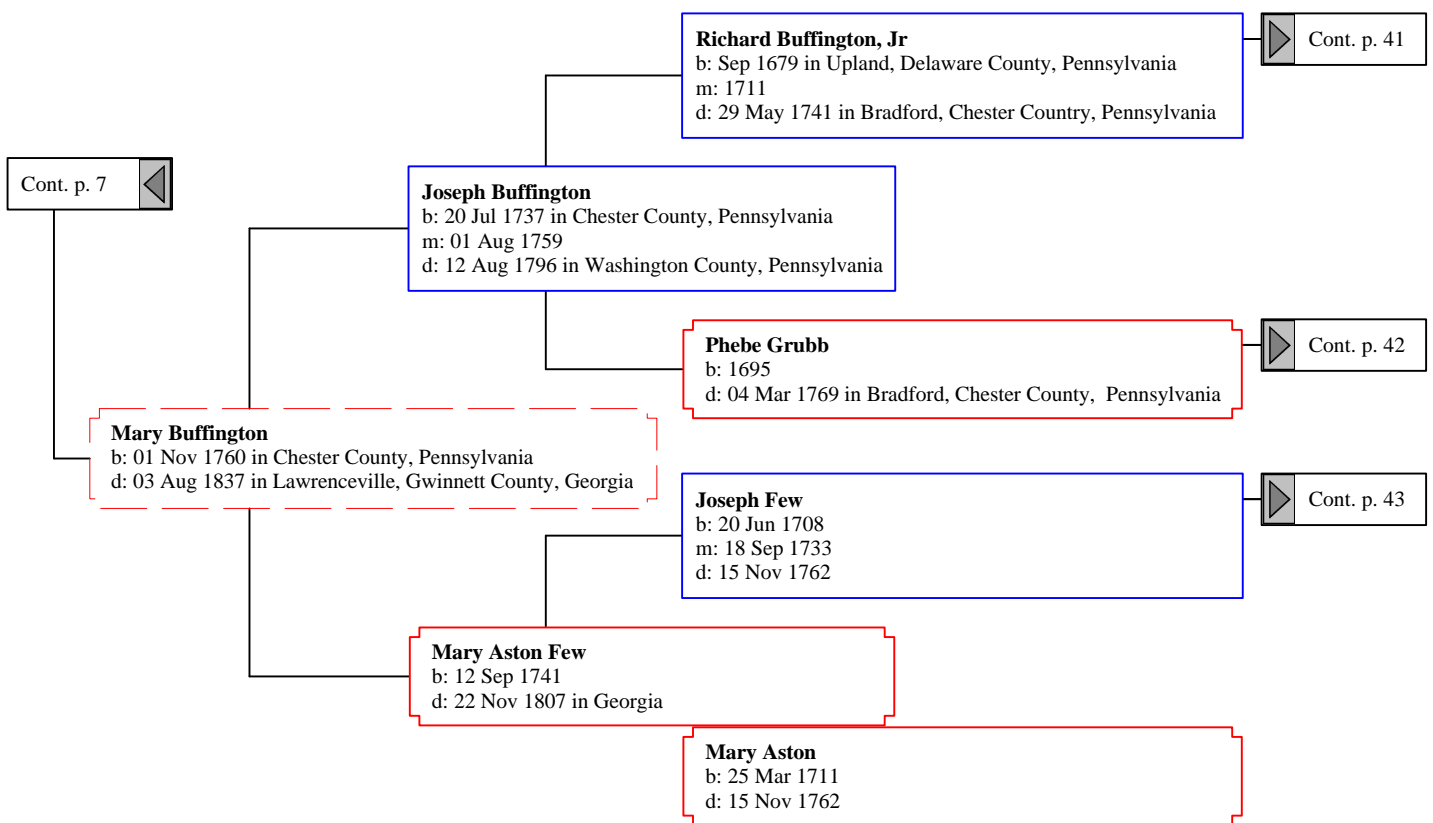 Richard Buffington, Jr
b: Sep 1679 in Upland, Delaware County, Pennsylvania
m: 1711
d: 29 May 1741 in Bradford, Chester Country, Pennsylvania
Cont. p. 41
Cont. p. 7
Joseph Buffington
b: 20 Jul 1737 in Chester County, Pennsylvania
m: 01 Aug 1759
d: 12 Aug 1796 in Washington County, Pennsylvania
Phebe Grubb
b: 1695
d: 04 Mar 1769 in Bradford, Chester County,  Pennsylvania
Cont. p. 42
Mary Buffington
b: 01 Nov 1760 in Chester County, Pennsylvania
d: 03 Aug 1837 in Lawrenceville, Gwinnett County, Georgia
Joseph Few
b: 20 Jun 1708
m: 18 Sep 1733
d: 15 Nov 1762
Cont. p. 43
Mary Aston Few
b: 12 Sep 1741
d: 22 Nov 1807 in Georgia
Mary Aston
b: 25 Mar 1711
d: 15 Nov 1762